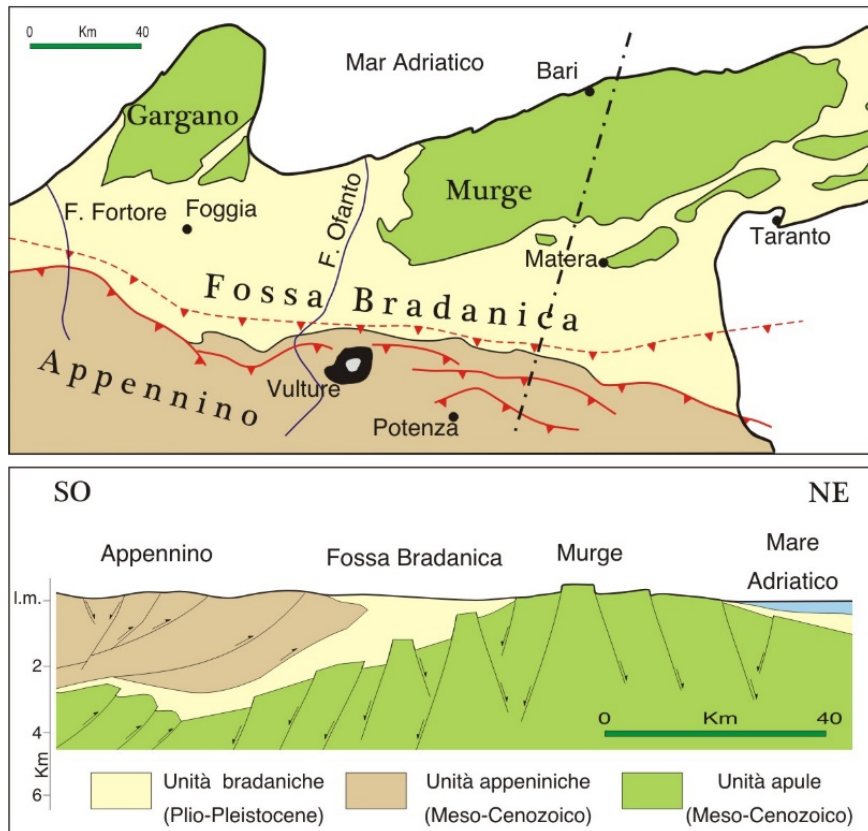 0 Km 40
Mar Adriatico
Bari
Gargano
Murge
F. Fortore
Foggia
F. Ofanto
Matera
Taranto
Fossa Bradanica
Appennino
Vulture
Potenza
SO
NE
Appennino
Fossa Bradanica
Murge
Mare
Adriatico
l.m.
2
4
Km
6
0 Km 40
Unità bradaniche
(Plio-Pleistocene)
Unità appeniniche
(Meso-Cenozoico)
Unità apule
(Meso-Cenozoico)